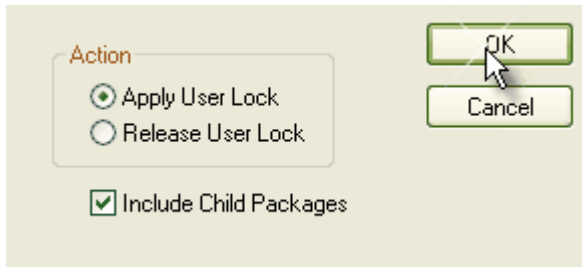 Action
Apply User Lock
Release User Lock
Include Child Packages
OK
Cancel